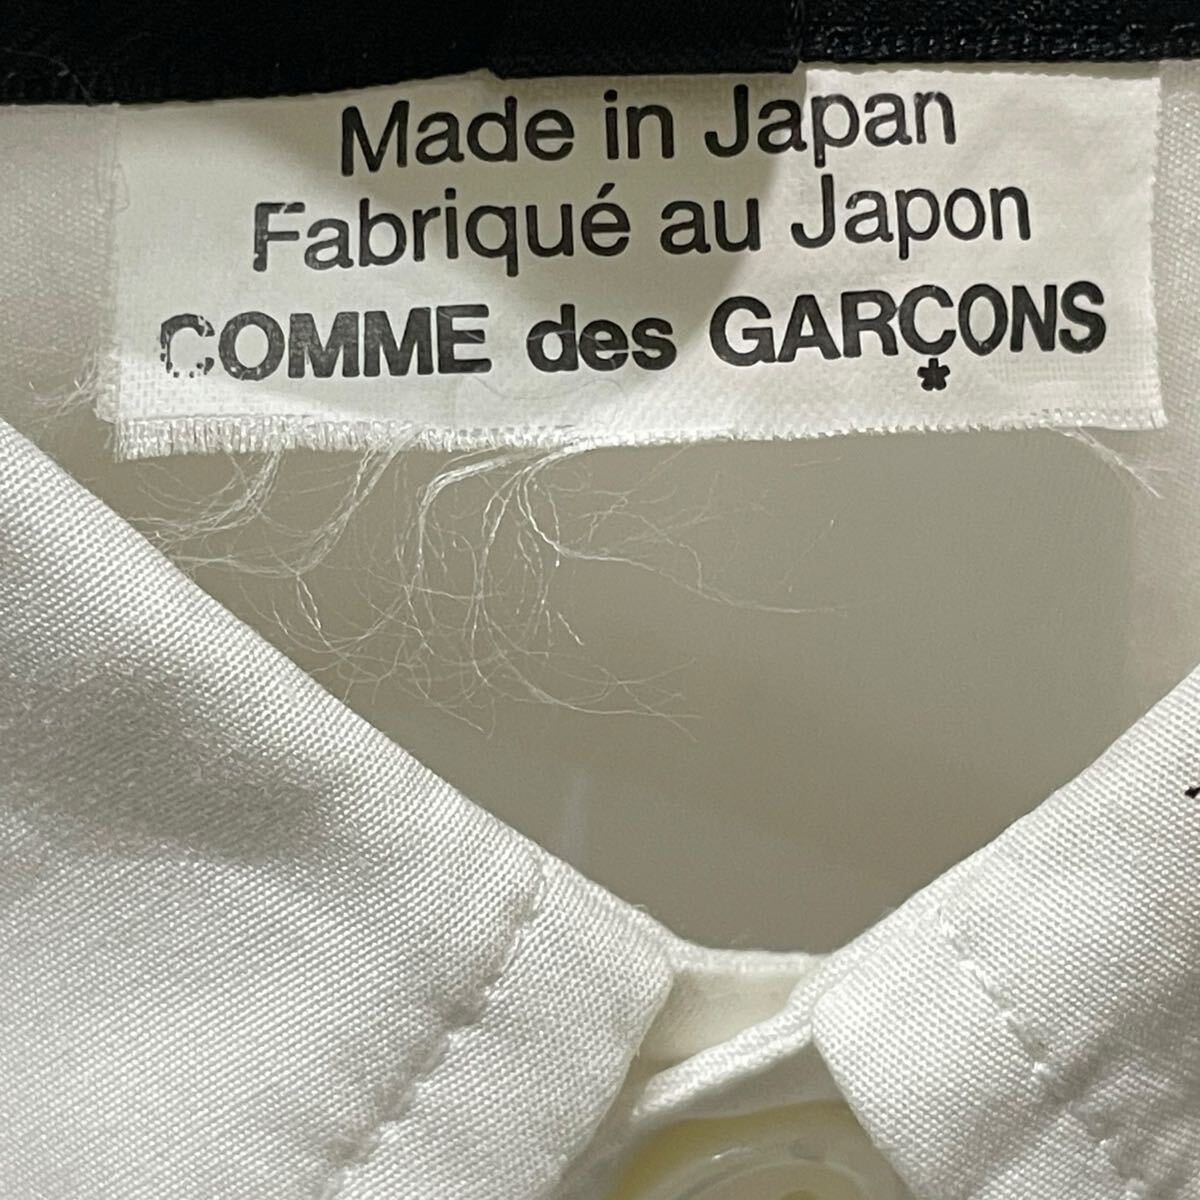 Made in Japan
Fabriqué au Japon
COMME des GARÇONS
*